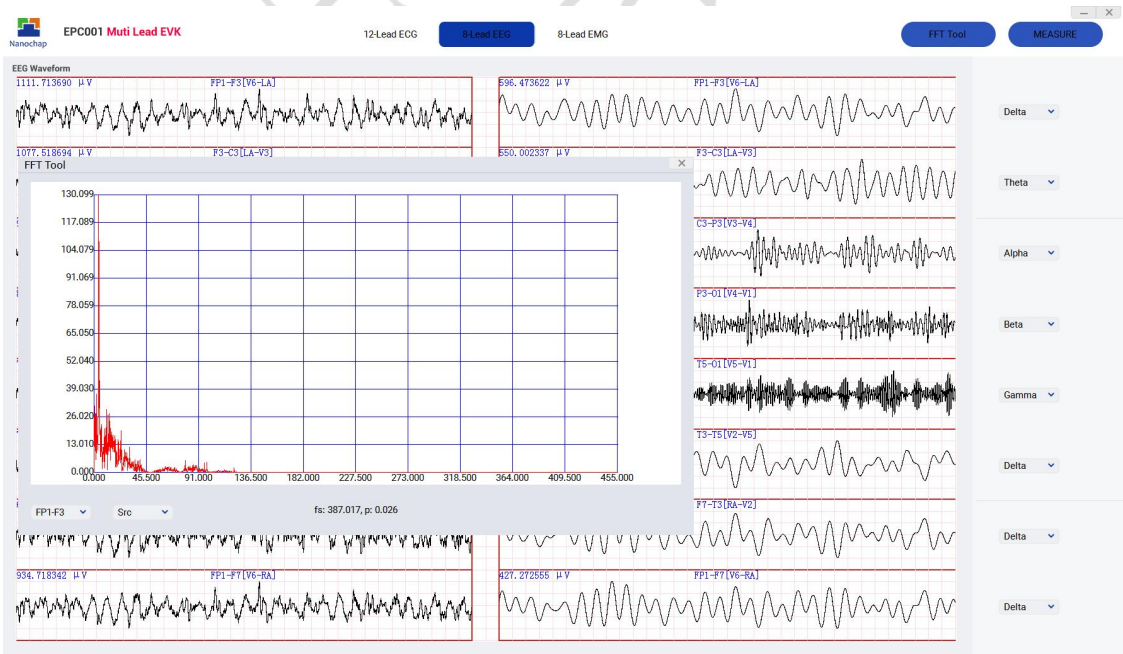 Nanochap
EPC001 Muti Lead EVK
12-Lead ECG
8-Lead EEG
8-Lead EMG
FFT Tool
MEASURE
EEG Waveform
1111.713690 μV
FP1-F3[V6-LA]
596.473622 μV
FP1-F3[V6-LA]
Delta
1077.518694 μV
F3-C3[LA-V3]
550.002337 μV
F3-C3[LA-V3]
Theta
FFT Tool
130.099
117.089
104.079
91.069
78.059
65.050
52.040
39.030
26.020
13.010
0.000
0.000 45.500 91.000 136.500 182.000 227.500 273.000 318.500 364.000 409.500 455.000
FP1-F3
Src
fs: 387.017, p: 0.026
C3-P3[V3-V4]
Alpha
P3-O1[V4-V1]
Beta
T5-O1[V5-V1]
Gamma
T3-T5[V2-V5]
Delta
F7-T3[RA-V2]
Delta
934.718342 μV
FP1-F7[V6-RA]
427.272555 μV
FP1-F7[V6-RA]
Delta